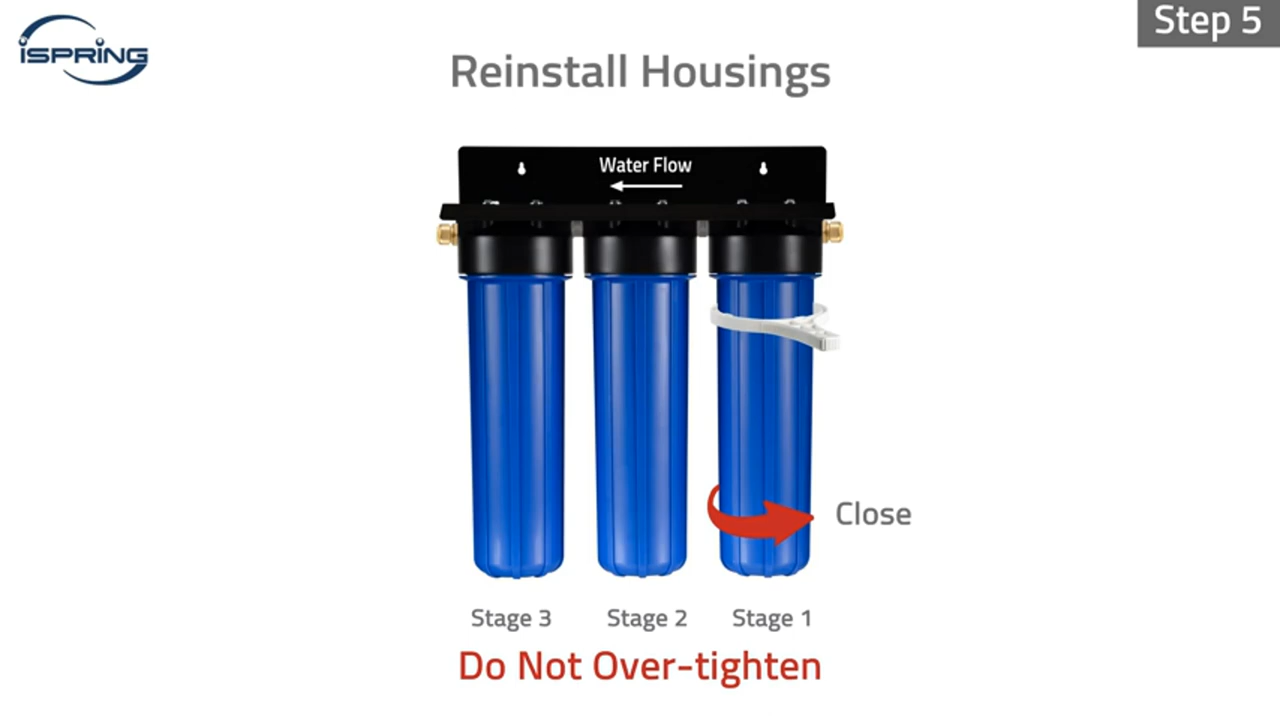 iSPRING
Step 5
Reinstall Housings
Water Flow
Close
Stage 3
Stage 2
Stage 1
Do Not Over-tighten